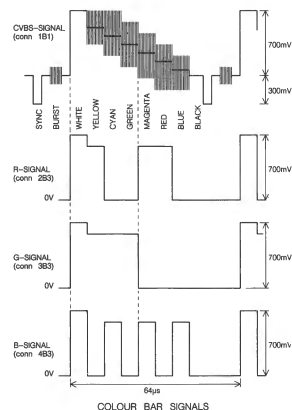 CVBS-SIGNAL
(conn 1B1)
700mV
300mV
SYNC
BURST
WHITE
YELLOW
CYAN
GREEN
MAGENTA
RED
BLUE
BLACK
R-SIGNAL
(conn 2B3)
700mV
0V
G-SIGNAL
(conn 3B3)
700mV
0V
B-SIGNAL
(conn 4B3)
700mV
0V
64µs
COLOUR BAR SIGNALS